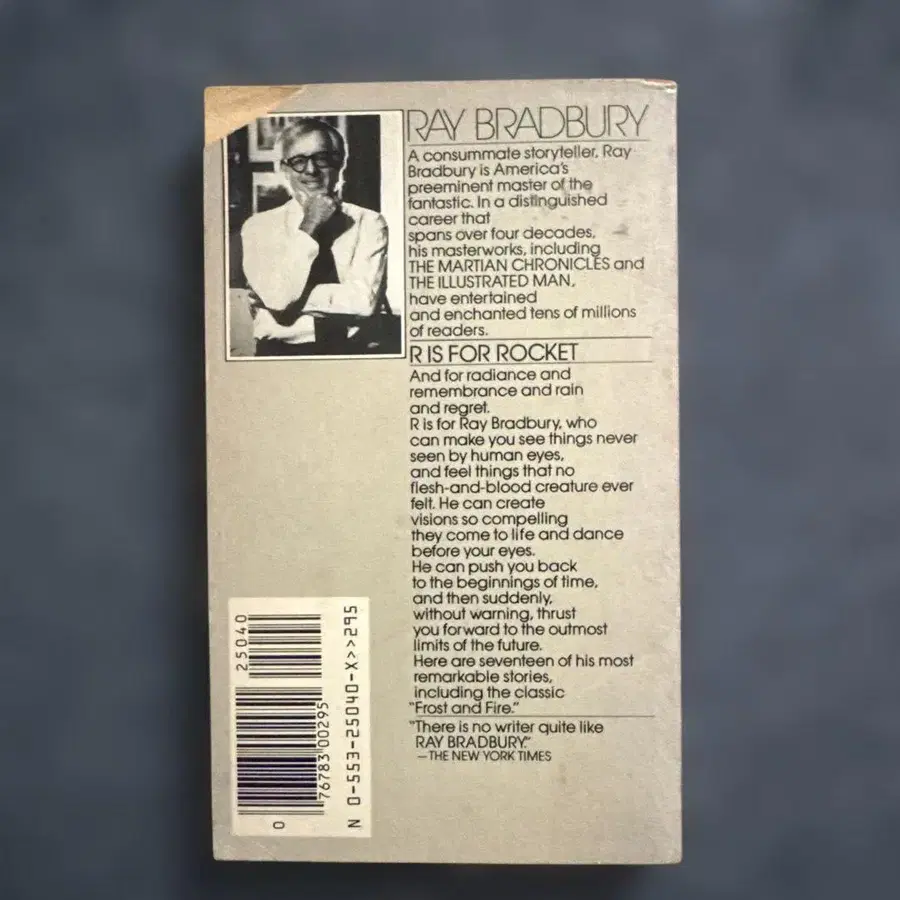 RAY BRADBURY
A consummate storyteller, Ray
Bradbury is America's
preeminent master of the
fantastic. In a distinguished
career that
spans over four decades,
his masterworks, including
THE MARTIAN CHRONICLES and
THE ILLUSTRATED MAN,
have entertained
and enchanted tens of millions
of readers.
R IS FOR ROCKET
And for radiance and
remembrance and rain
and regret.
R is for Ray Bradbury, who
can make you see things never
seen by human eyes,
and feel things that no
flesh-and-blood creature ever
felt. He can create
visions so compelling
they come to life and dance
before your eyes.
He can push you back
to the beginnings of time,
and then suddenly,
without warning, thrust
you forward to the outmost
limits of the future.
Here are seventeen of his most
remarkable stories,
including the classic
"Frost and Fire."
"There is no writer quite like
RAY BRADBURY."
—THE NEW YORK TIMES
25040
0 76783 00295
N 0-553-25040-X>>295